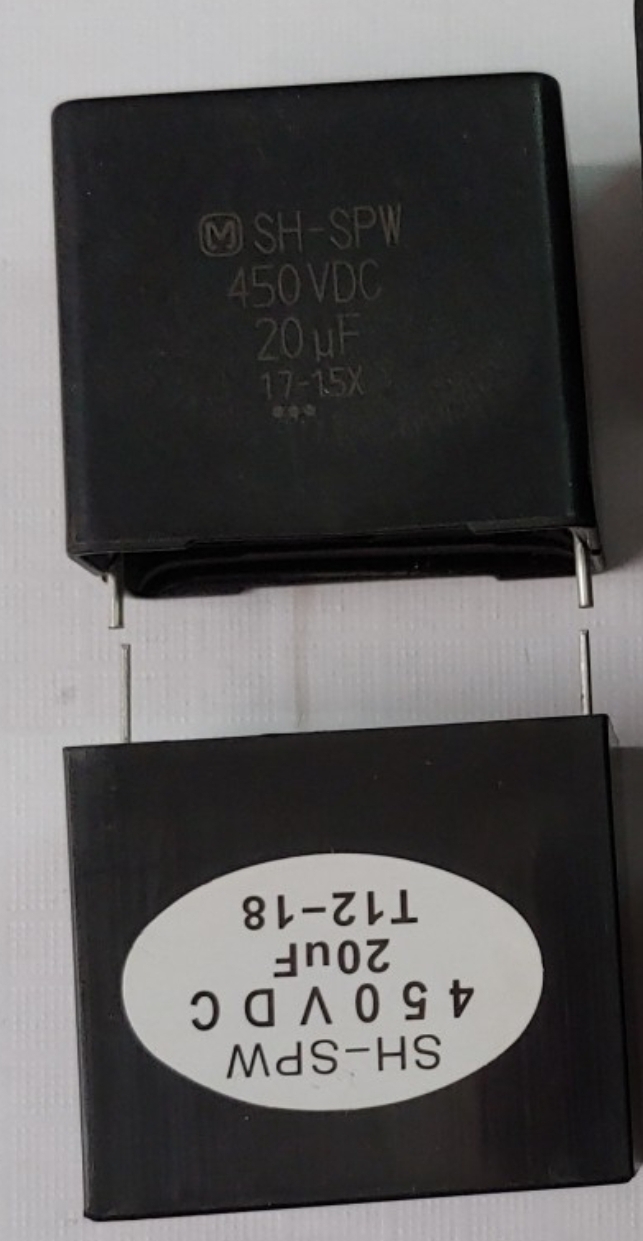 M SH-SPW
450VDC
20µF
17-15X
SH-SPW
450VDC
20uF
T12-18